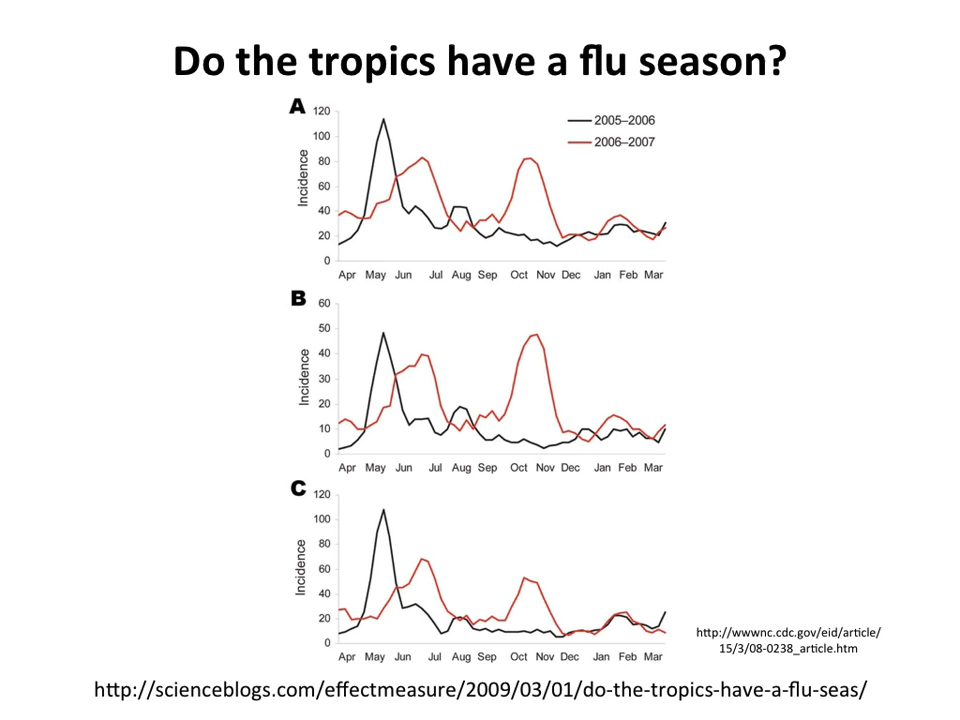 Do the tropics have a flu season?
A
120
100
80
60
40
20
0
Incidence
2005–2006
2006–2007
Apr May Jun Jul Aug Sep Oct Nov Dec Jan Feb Mar
B
60
50
40
30
20
10
0
Incidence
Apr May Jun Jul Aug Sep Oct Nov Dec Jan Feb Mar
C
120
100
80
60
40
20
0
Incidence
Apr May Jun Jul Aug Sep Oct Nov Dec Jan Feb Mar
http://wwwnc.cdc.gov/eid/article/
15/3/08-0238_article.htm
http://scienceblogs.com/effectmeasure/2009/03/01/do-the-tropics-have-a-flu-seas/